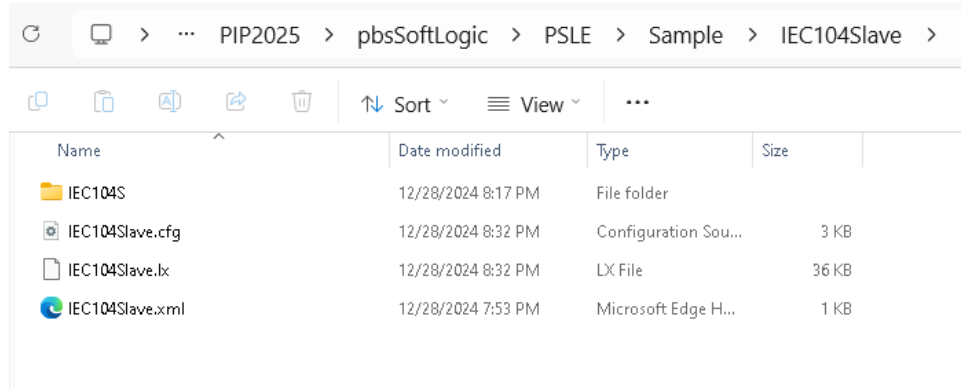 ··· PIP2025 > pbsSoftLogic > PSLE > Sample > IEC104Slave >
Sort View ···
Name Date modified Type Size
IEC104S 12/28/2024 8:17 PM File folder
IEC104Slave.cfg 12/28/2024 8:32 PM Configuration Sou... 3 KB
IEC104Slave.lx 12/28/2024 8:32 PM LX File 36 KB
IEC104Slave.xml 12/28/2024 7:53 PM Microsoft Edge H... 1 KB